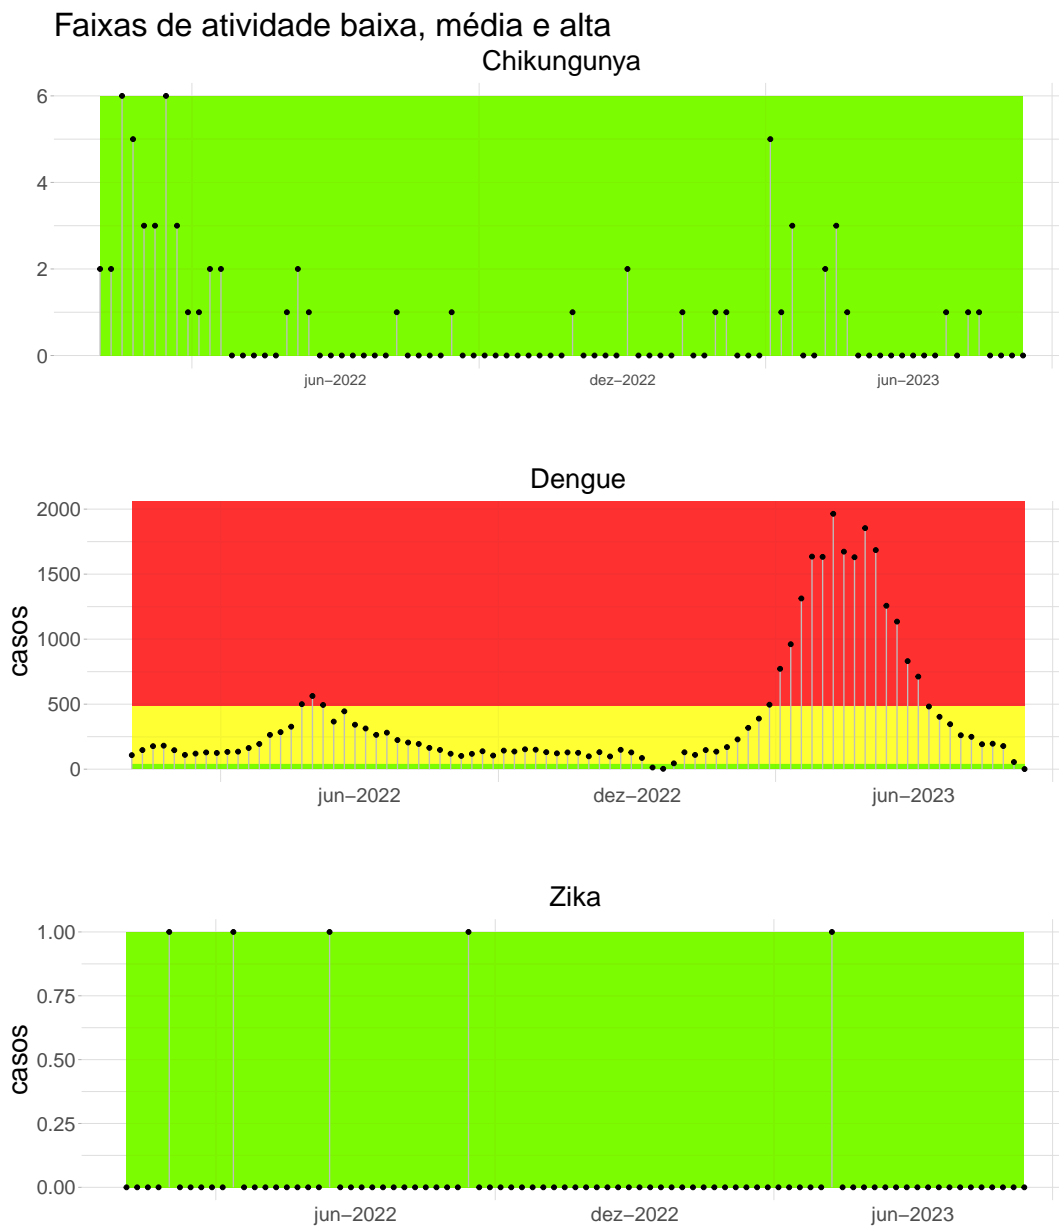 Faixas de atividade baixa, média e alta
Chikungunya
6
4
2
0
jun−2022
dez−2022
jun−2023
Dengue
casos
2000
1500
1000
500
0
jun−2022
dez−2022
jun−2023
Zika
casos
1.00
0.75
0.50
0.25
0.00
jun−2022
dez−2022
jun−2023